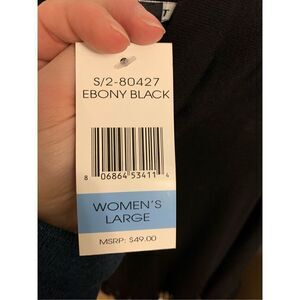 T
S/2-80427
EBONY BLACK
8 06864 53411 4
WOMEN'S
LARGE
MSRP: $49.00